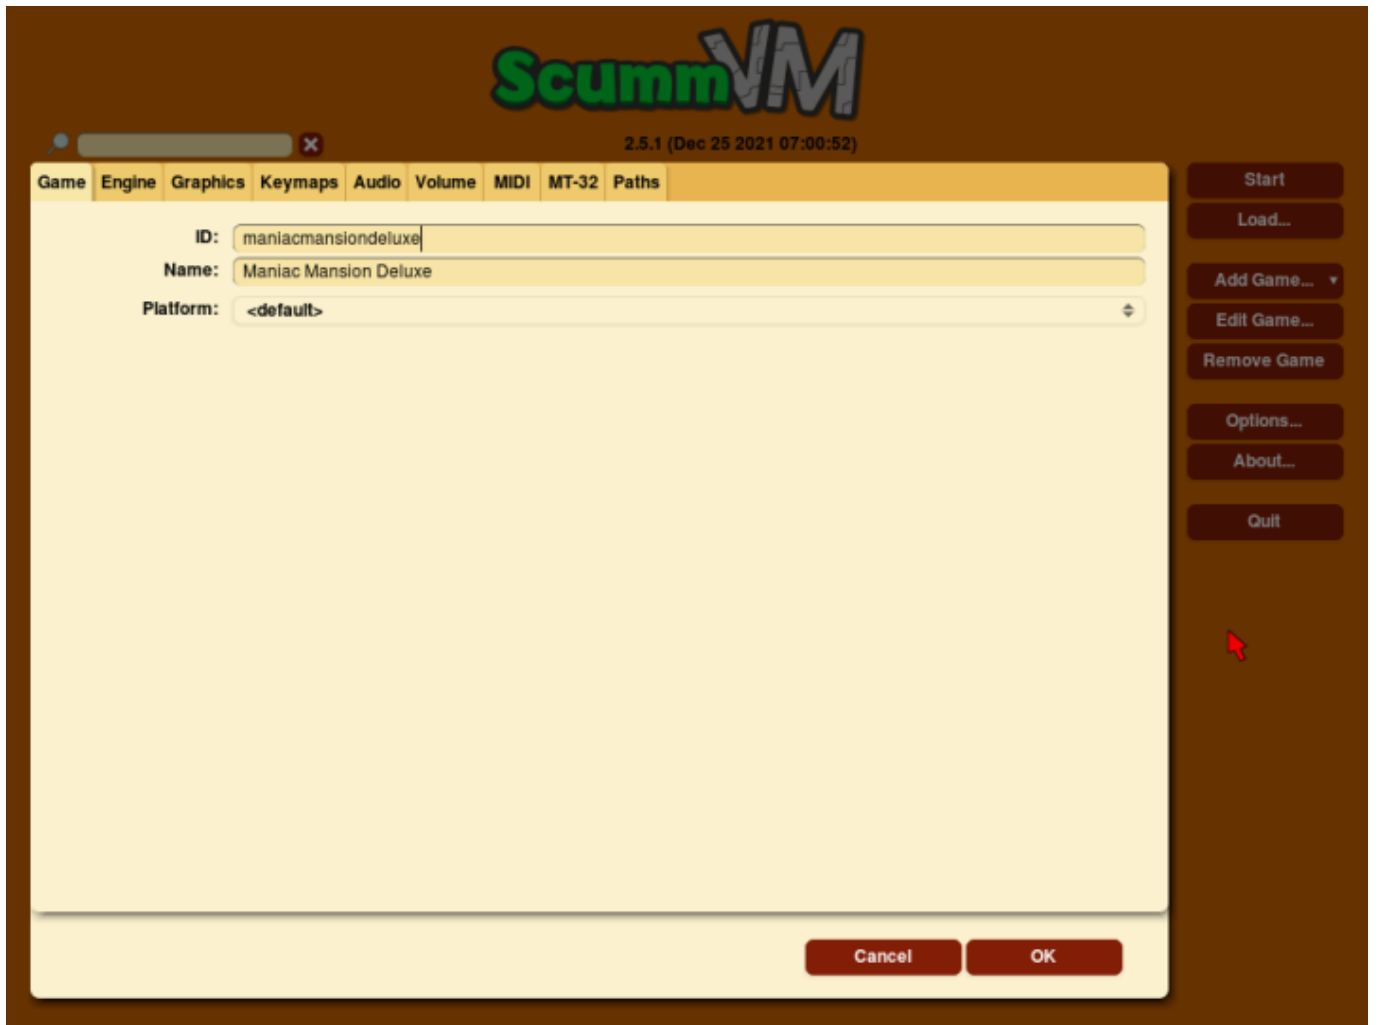 ScummVM
2.5.1 (Dec 25 2021 07:00:52)
Game Engine Graphics Keymaps Audio Volume MIDI MT-32 Paths
ID: maniacmansiondeluxe
Name: Maniac Mansion Deluxe
Platform: <default>
Cancel OK
Start
Load...
Add Game...
Edit Game...
Remove Game
Options...
About...
Quit